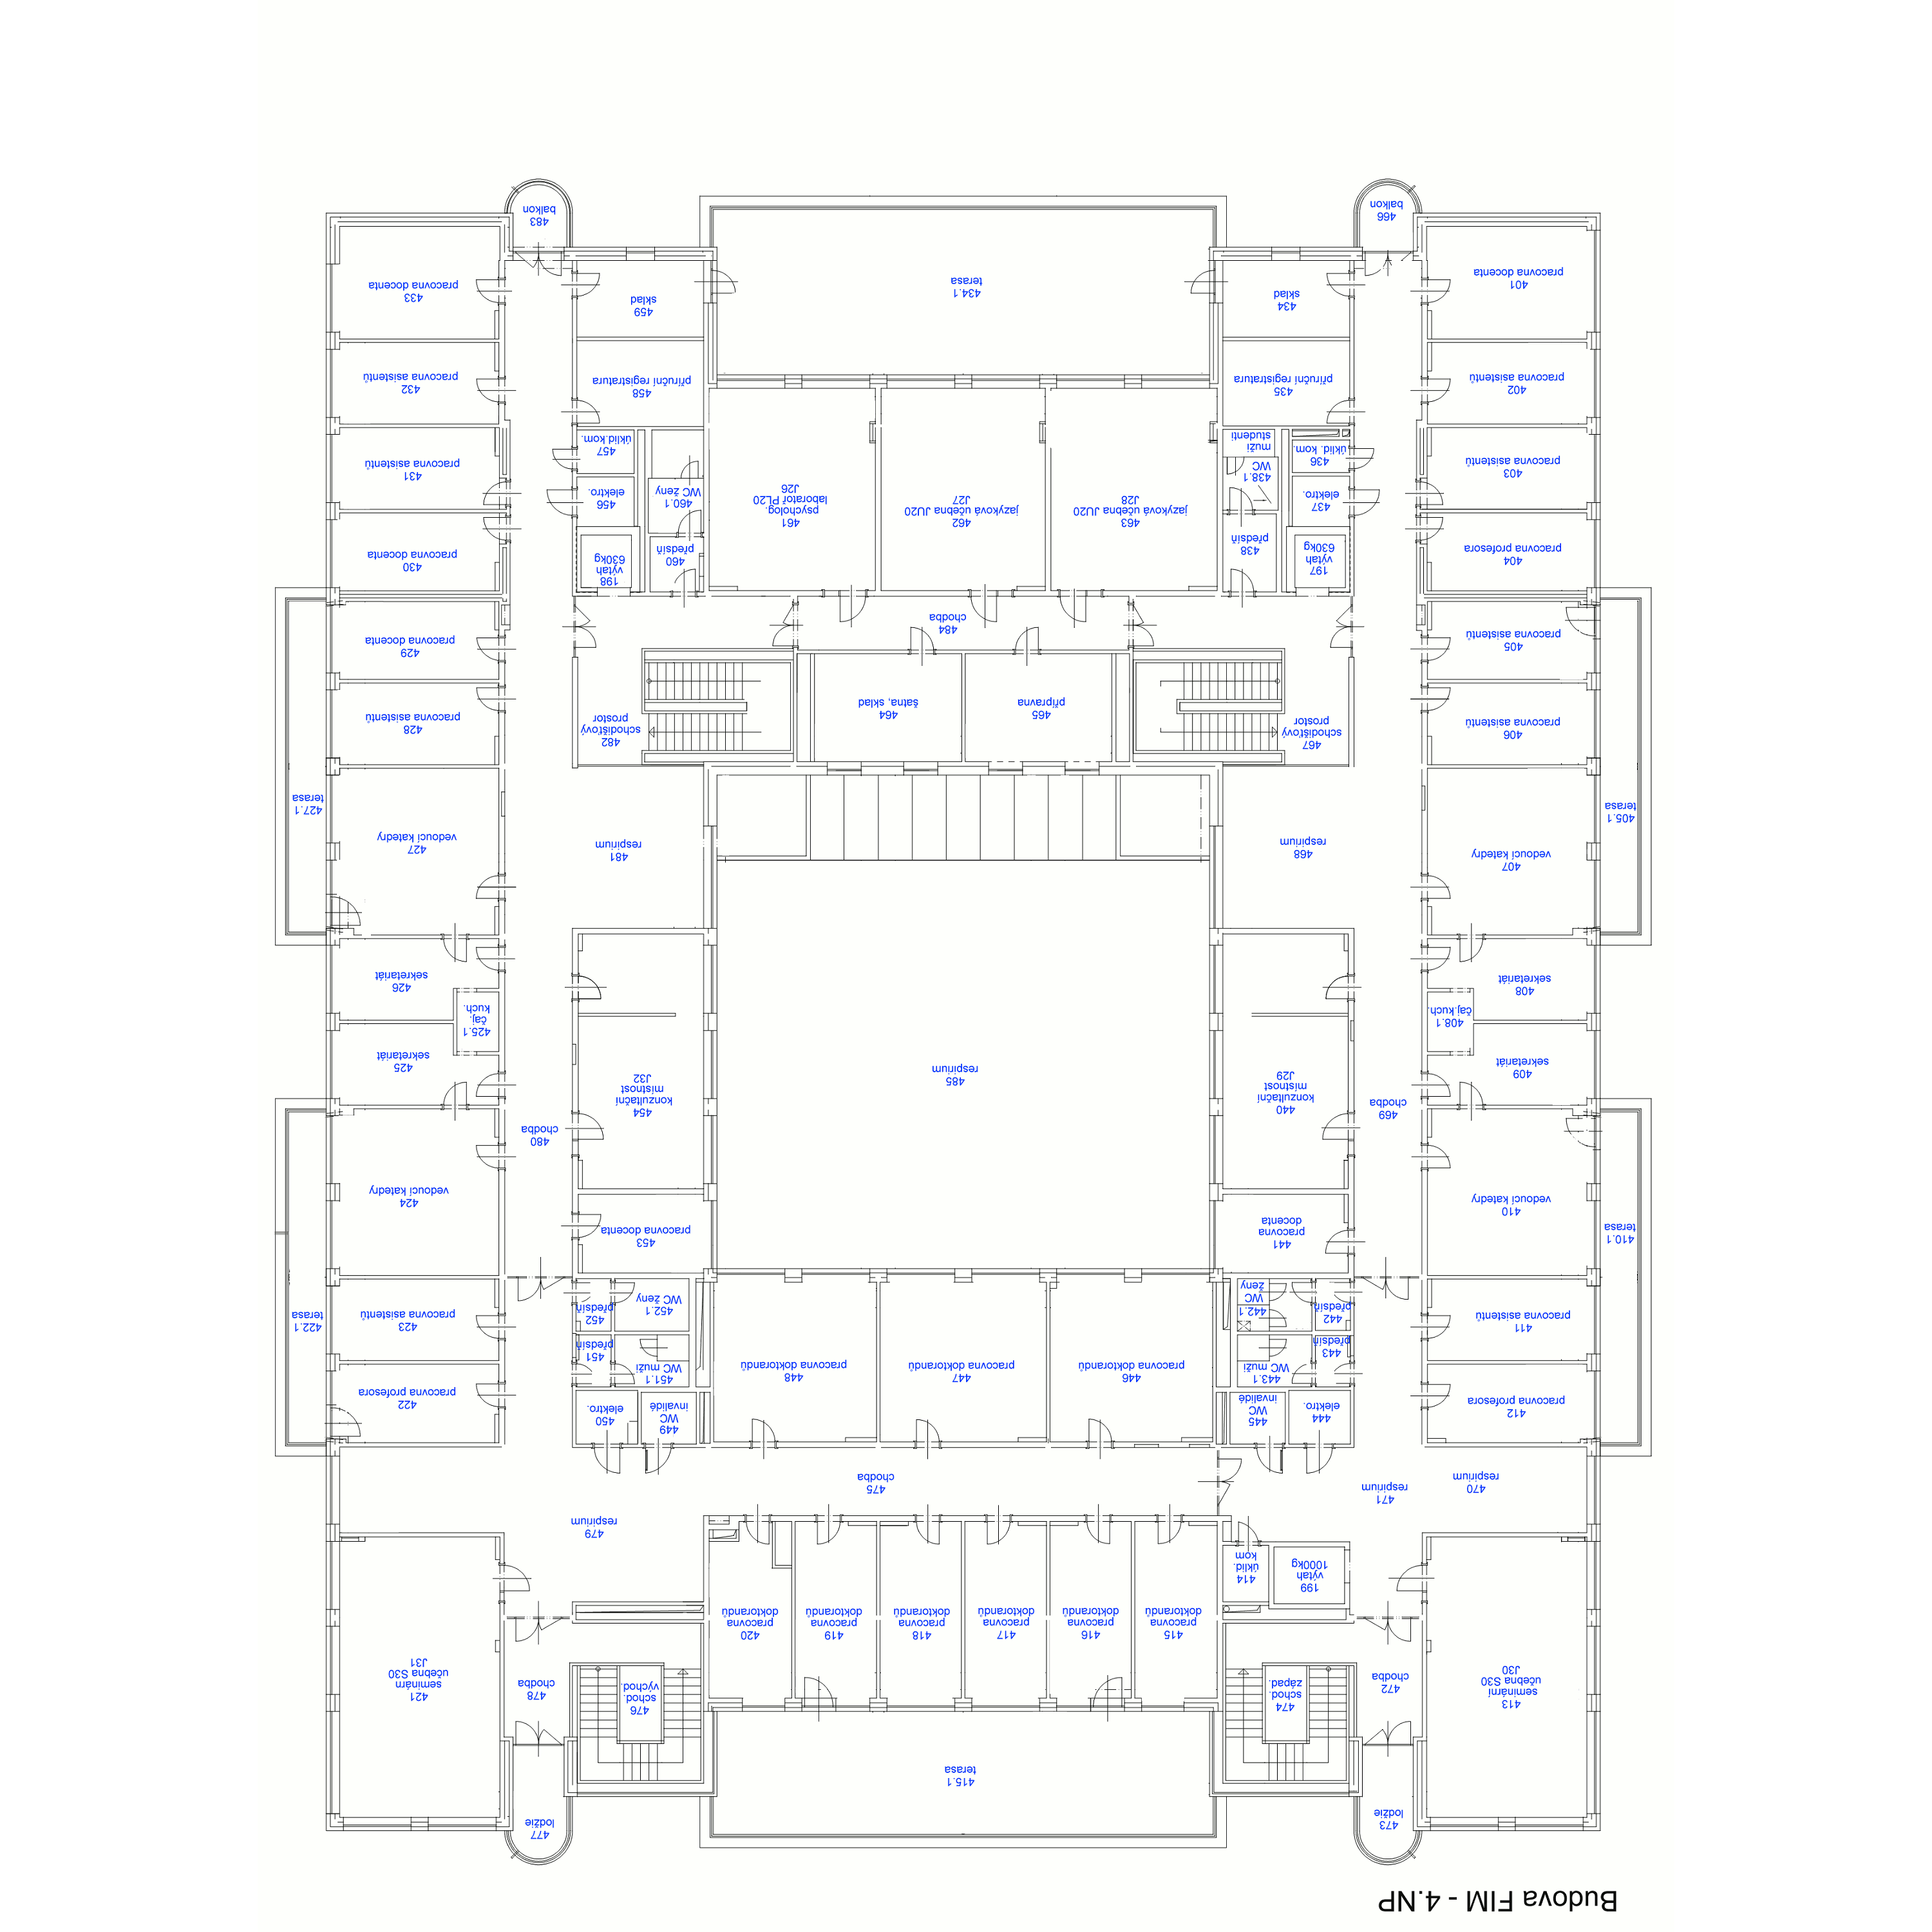 Budova FIM - 4.NP
473
lodžie
477
lodžie
415.1
terasa
413
seminární
učebna S30
J30
472
chodba
474
schod.
západ.
476
schod.
východ.
478
chodba
421
seminárn
učebna S30
J31
415
pracovna
doktorandů
416
pracovna
doktorandů
417
pracovna
doktorandů
418
pracovna
doktorandů
419
pracovna
doktorandů
420
pracovna
doktorandů
199
výtah
1000kg
414
úklid.
kom
479
respirium
470
respirium
471
respirium
475
chodba
412
pracovna profesora
444
elektro.
445
WC
invalidé
446
pracovna doktorandů
447
pracovna doktorandů
448
pracovna doktorandů
449
WC
invalidé
450
elektro.
422
pracovna profesora
443.1
WC muži
443
předsíň
451.1
WC muži
451
předsíň
411
pracovna asistentů
442
předsíň
442.1
WC
ženy
452.1
WC ženy
452
předsíň
423
pracovna asistentů
422.1
terasa
410.1
terasa
410
vedoucí katedry
441
pracovna
docenta
453
pracovna docenta
424
vedoucí katedry
469
chodba
440
konzultační
místnost
J29
485
respirium
454
konzultační
místnost
J32
480
chodba
409
sekretariát
425
sekretariát
408.1
čaj.kuch.
425.1
čaj.
kuch.
408
sekretariát
426
sekretariát
407
vedoucí katedry
468
respirium
481
respirium
427
vedoucí katedry
405.1
terasa
427.1
terasa
406
pracovna asistentů
467
schodišťový
prostor
465
přípravna
464
šatna, sklad
482
schodišťový
prostor
428
pracovna asistentů
405
pracovna asistentů
484
chodba
429
pracovna docenta
404
pracovna profesora
197
výtah
630kg
438
předsíň
460
předsíň
198
výtah
630kg
430
pracovna docenta
437
elektro.
463
jazyková učebna JU20
J28
462
jazyková učebna JU20
J27
461
psycholog.
laboratoř PL20
J26
460.1
WC ženy
456
elektro.
403
pracovna asistentů
436
úklid. kom.
438.1
WC
muži
studenti
457
úklid.kom.
431
pracovna asistentů
402
pracovna asistentů
435
příruční registratura
458
příruční registratura
432
pracovna asistentů
401
pracovna docenta
434
sklad
434.1
terasa
459
sklad
433
pracovna docenta
466
balkon
483
balkon